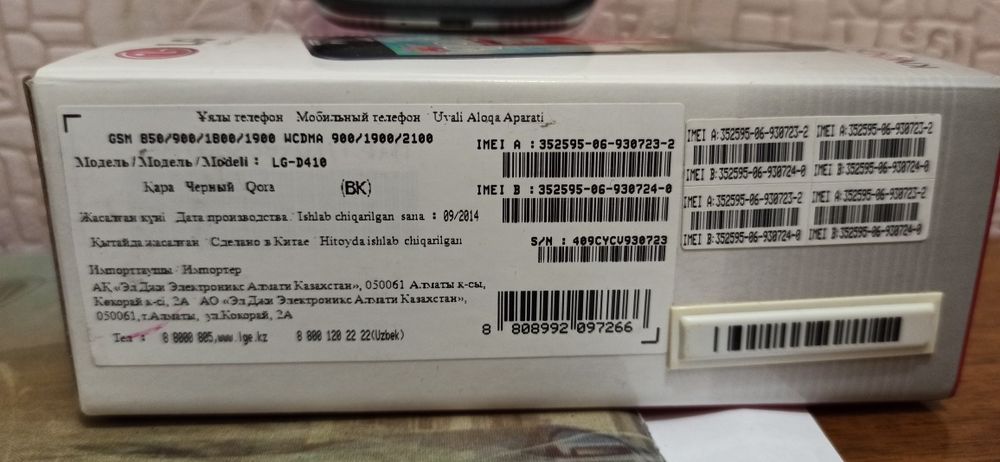 Ұялы телефон Мобильный телефон Uyali Aloqa Aparati
GSM 850/900/1800/1900 WCDMA 900/1900/2100
Модель/Модель/Modeli : LG-D410
Қара Черный Qora (BK)
Жасалған күні Дата производства Ishlab chiqarilgan sana : 09/2014
Қытайда жасалған Сделано в Китае Hitoyda ishlab chiqarilgan
Импорттаушы Импортер
АҚ «Эл Джи Электроникс Алмати Казахстан», 050061 Алматы қ-сы,
Көкорай к-сі, 2А АО «Эл Джи Электроникс Алмати Казахстан»,
050061, г.Алматы, ул.Кокорай, 2А
Тел : 8 8000 805,www.lge.kz 8 800 120 22 22(Uzbek)
IMEI A : 352595-06-930723-2
IMEI B : 352595-06-930724-0
S/N : 409CYCV930723
8 808992 097266
IMEI A:352595-06-930723-2
IMEI B:352595-06-930724-0
IMEI A:352595-06-930723-2
IMEI B:352595-06-930724-0
IMEI A:352595-06-930723-2
IMEI B:352595-06-930724-0
IMEI A:352595-06-930723-2
IMEI B:352595-06-930724-0